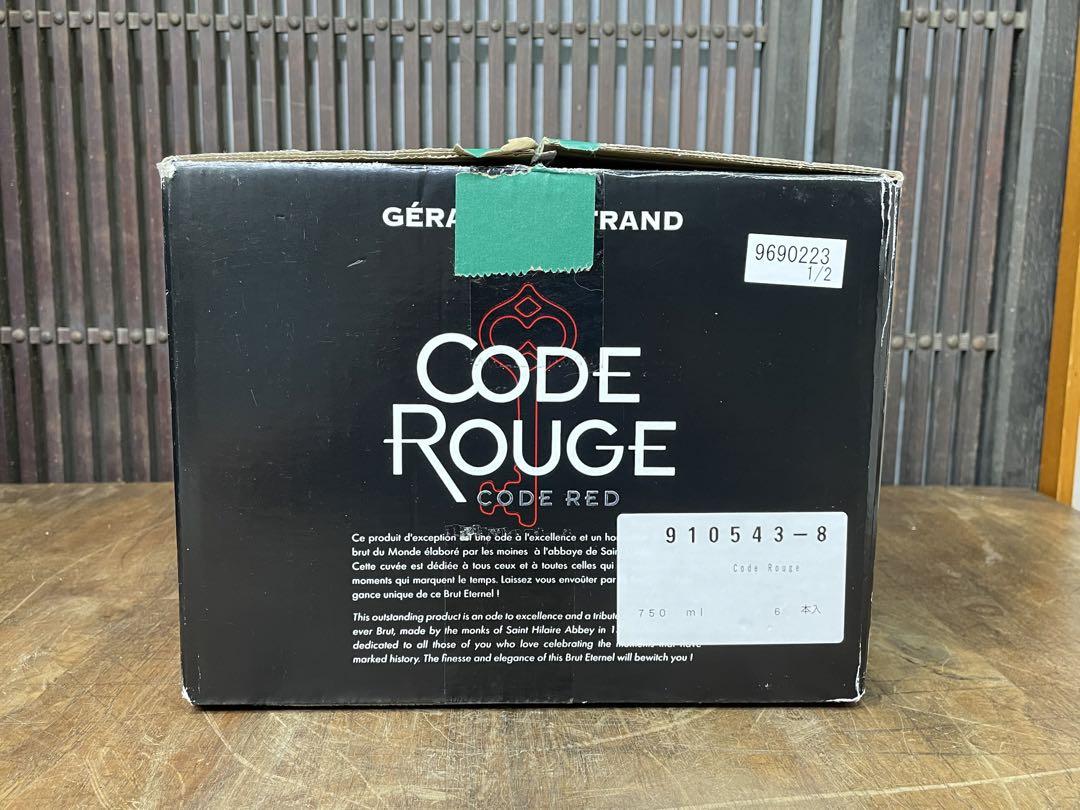 GÉRA TRAND
9690223
1/2
CODE
ROUGE
CODE RED
Ce produit d'exception est une ode à l'excellence et un ho
brut du Monde élaboré par les moines à l'abbaye de Sain
Cette cuvée est dédiée à tous ceux et à toutes celles qui
moments qui marquent le temps. Laissez vous envoûter par
gance unique de ce Brut Eternel !
This outstanding product is an ode to excellence and a tribute
ever Brut, made by the monks of Saint Hilaire Abbey in 1
dedicated to all those of you who love celebrating the moments that have
marked history. The finesse and elegance of this Brut Eternel will bewitch you !
910543-8
Code Rouge
750 ml 6 本入